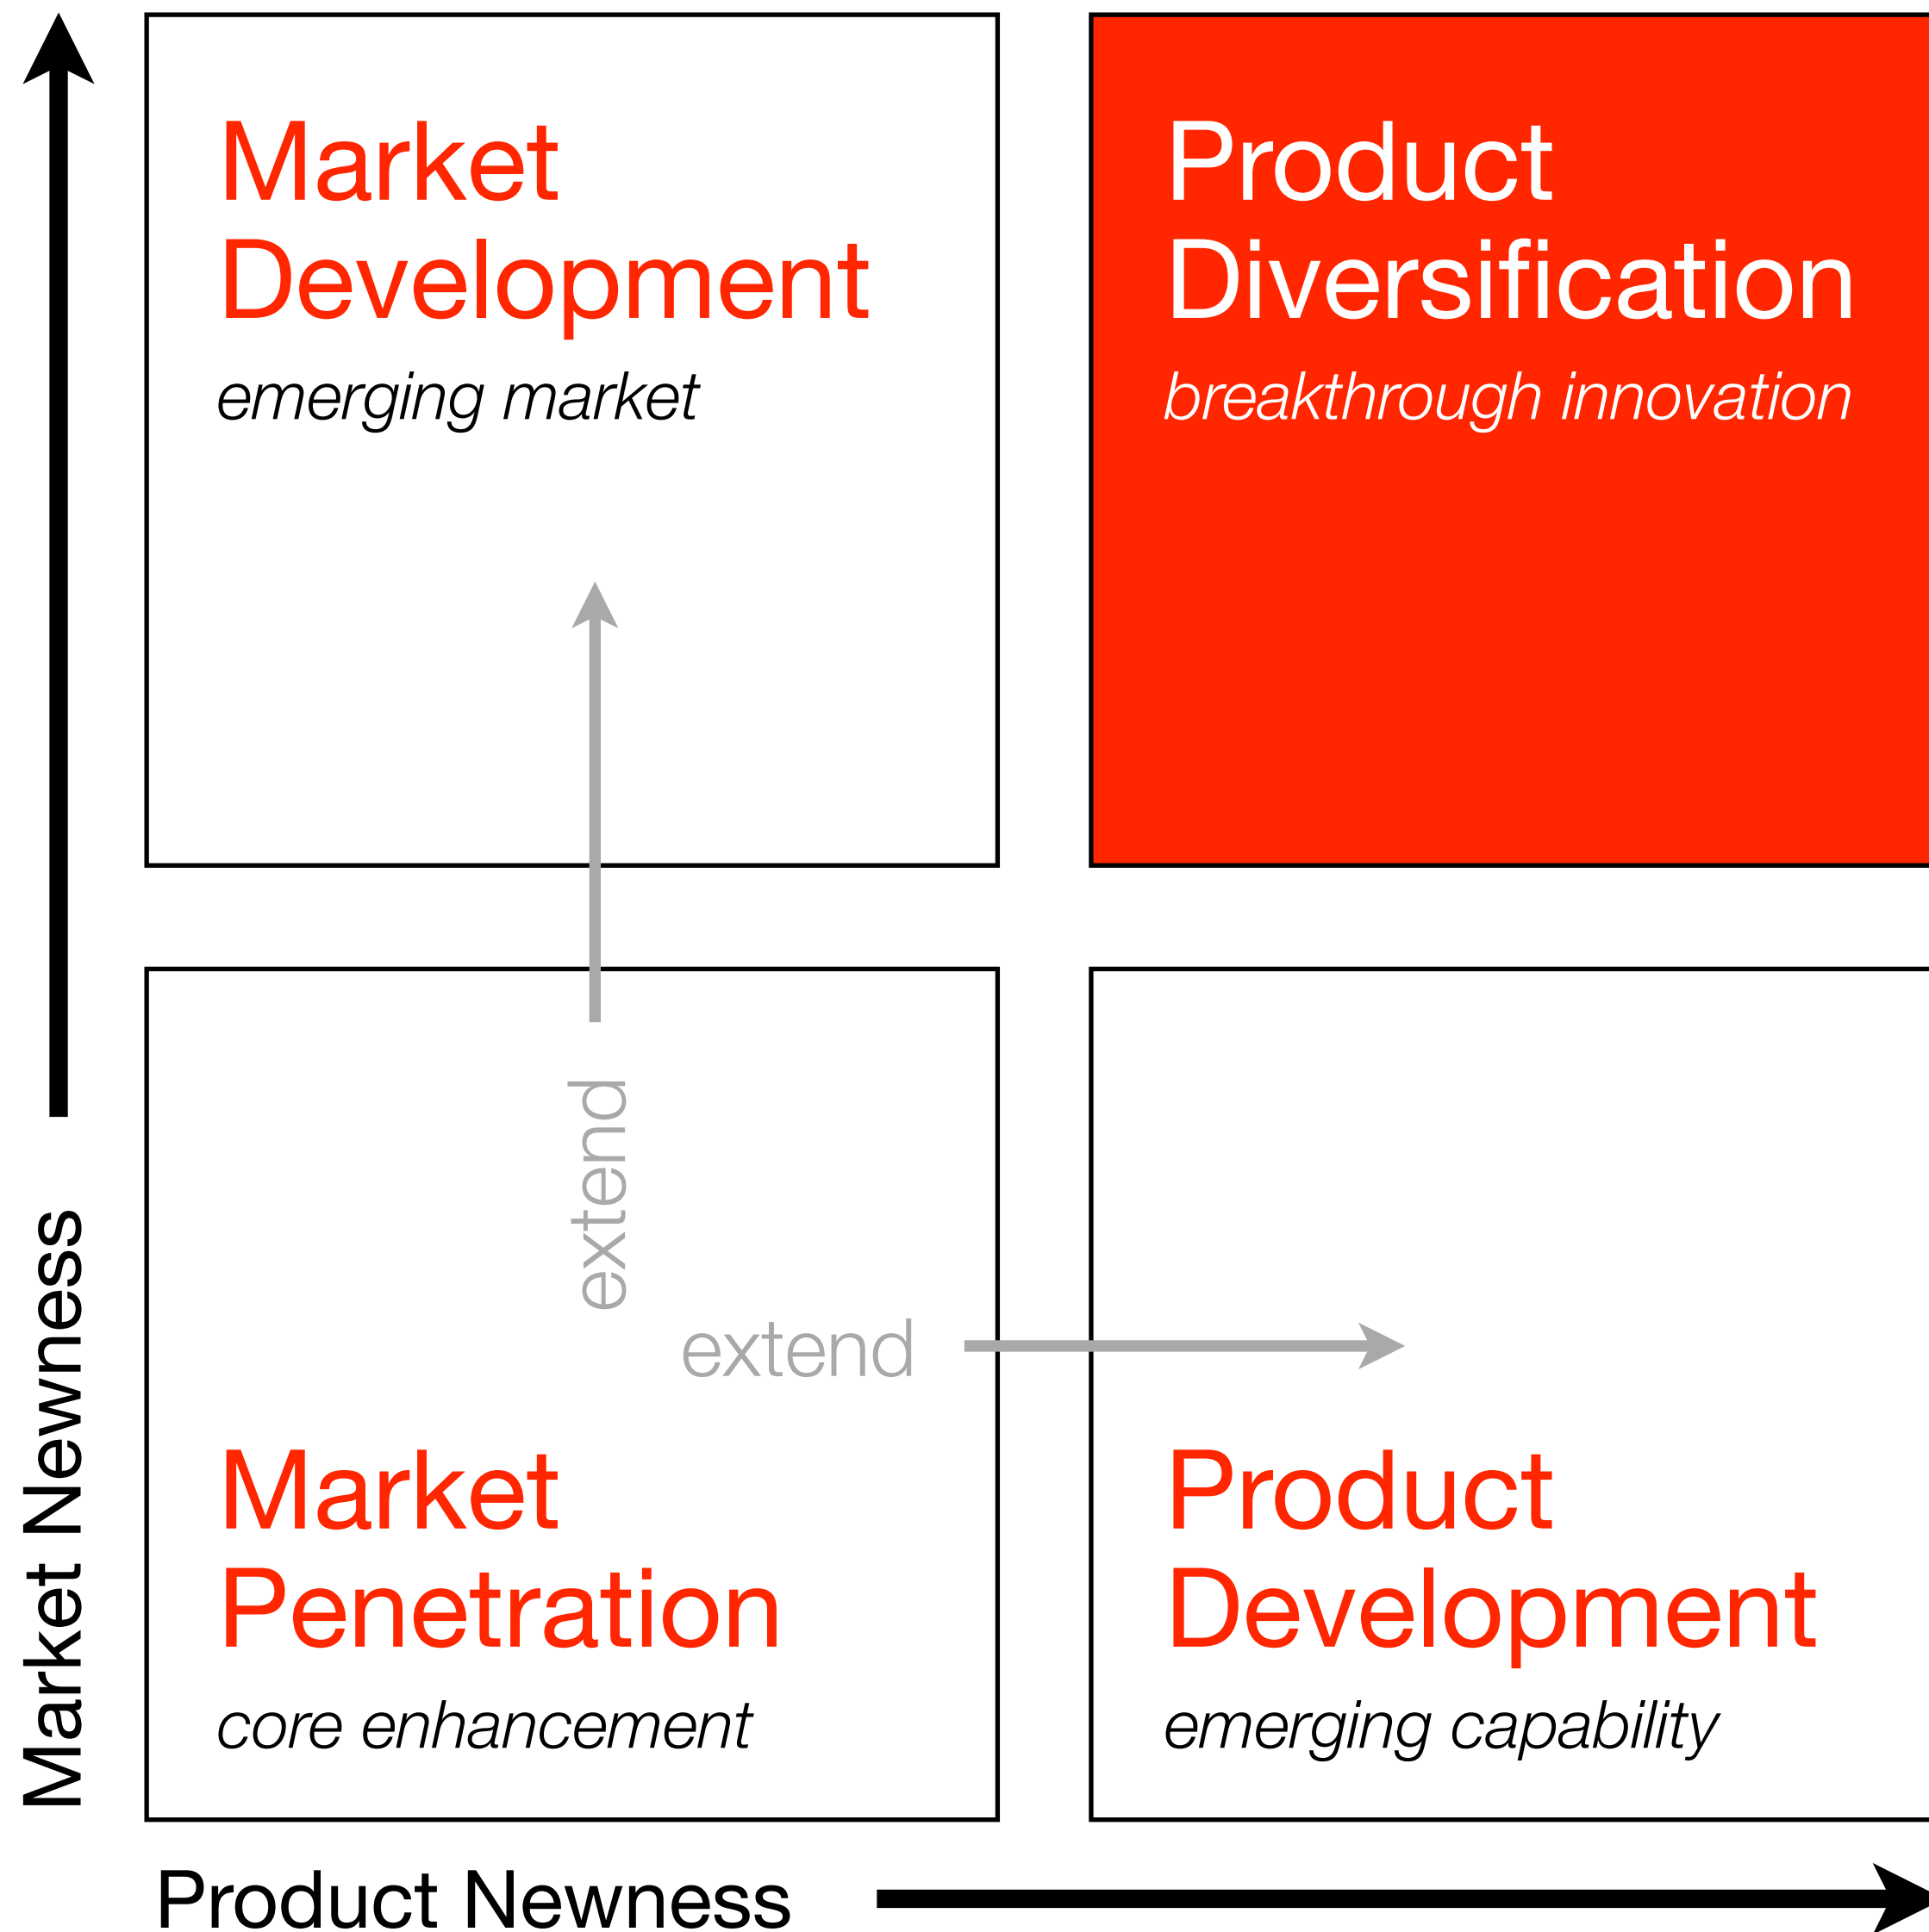 Market
Development
emerging market
Product
Diversification
breakthrough innovation
extend
extend
Market
Penetration
core enhancement
Product
Development
emerging capability
Market Newness
Product Newness